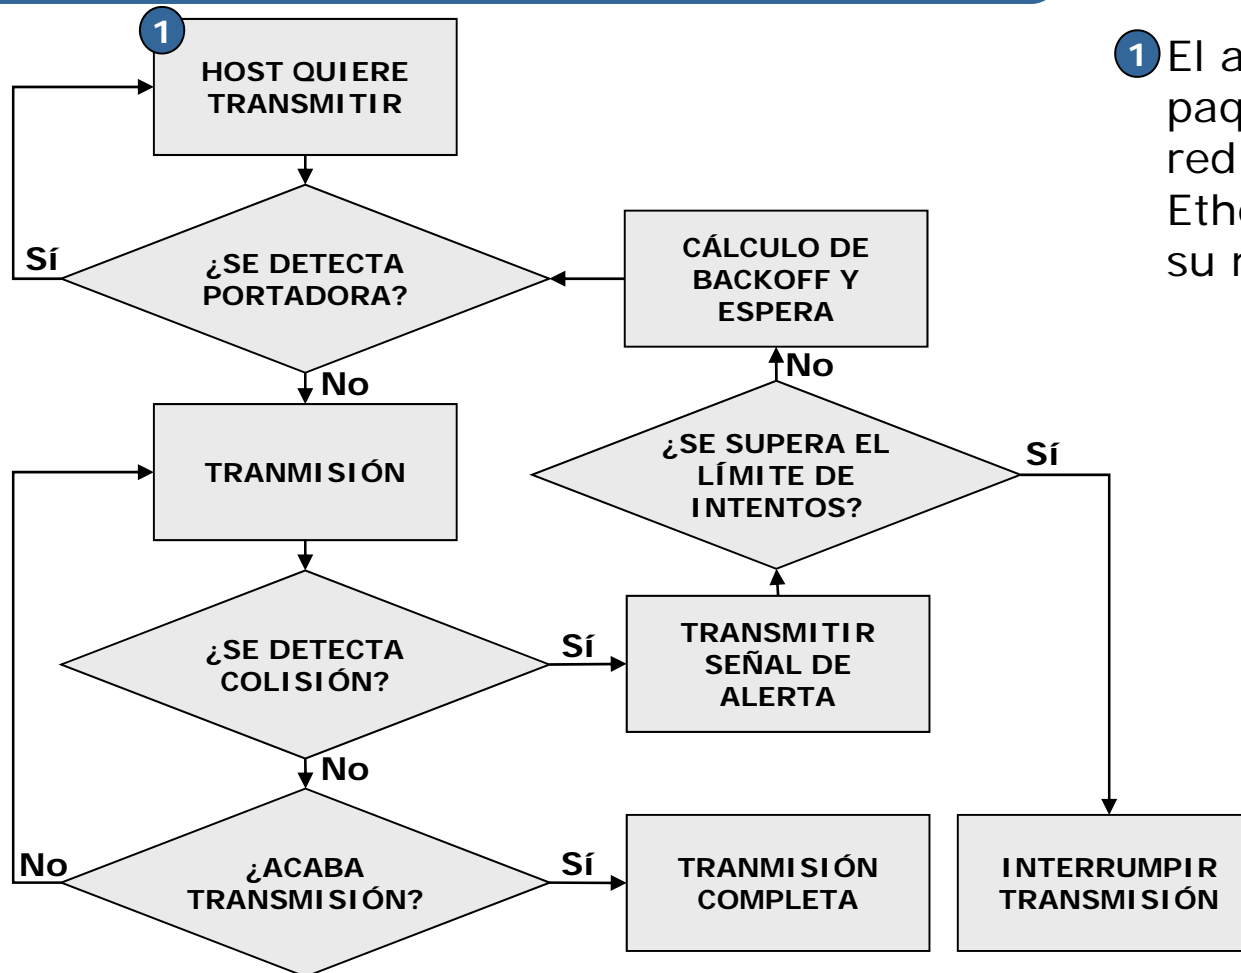 1
HOST QUIERE
TRANSMITIR
1
El a
paq
red
su r
Sí
¿SE DETECTA
PORTADORA?
CÁLCULO DE
BACKOFF Y
ESPERA
No
No
TRANMISIÓN
¿SE SUPERA EL
LÍMITE DE
INTENTOS?
Sí
¿SE DETECTA
COLISIÓN?
Sí
TRANSMITIR
SEÑAL DE
ALERTA
No
No
¿ACABA
TRANSMISIÓN?
Sí
TRANMISIÓN
COMPLETA
INTERRUMPIR
TRANSMISIÓN